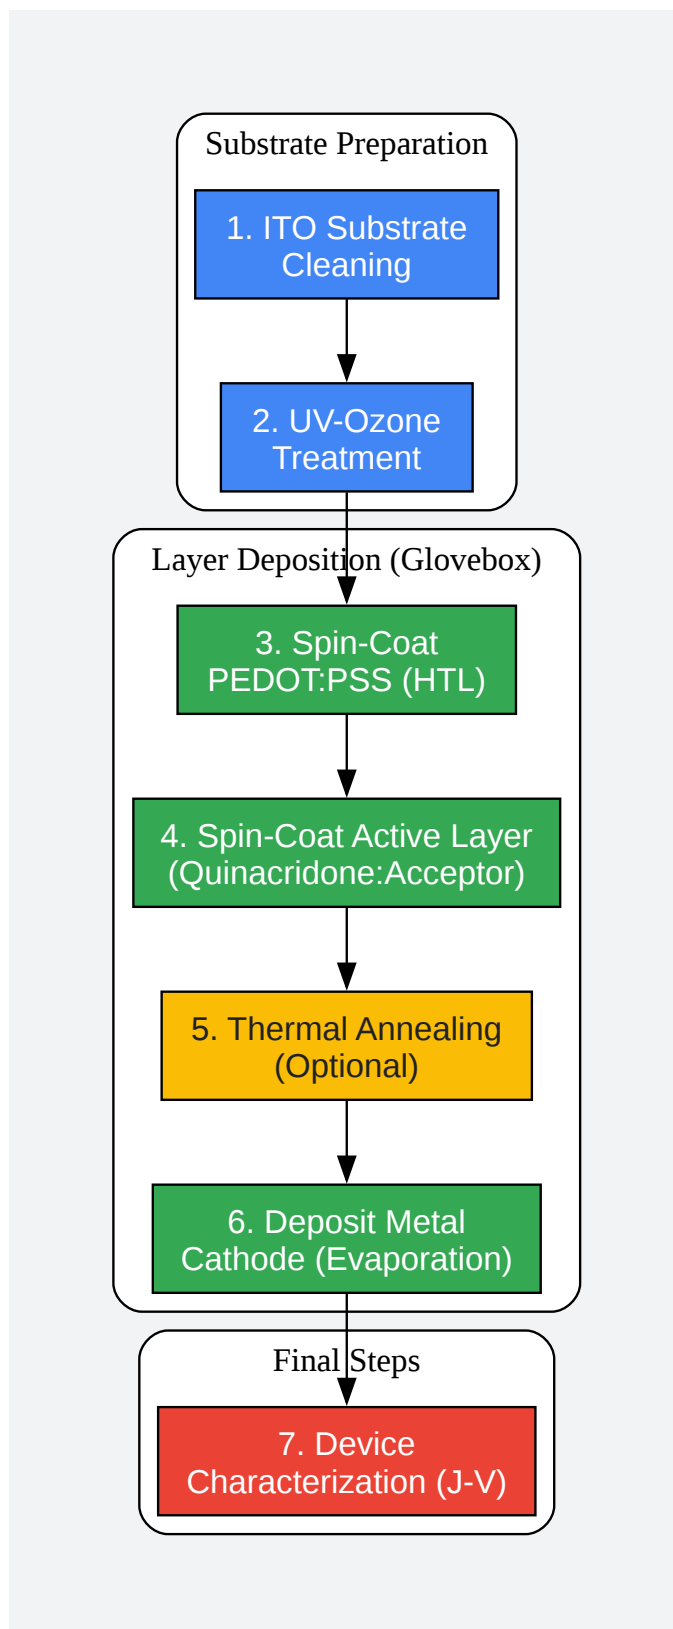 Substrate Preparation
1. ITO Substrate
Cleaning
2. UV-Ozone
Treatment
Layer Deposition (Glovebox)
3. Spin-Coat
PEDOT:PSS (HTL)
4. Spin-Coat Active Layer
(Quinacridone:Acceptor)
5. Thermal Annealing
(Optional)
6. Deposit Metal
Cathode (Evaporation)
Final Steps
7. Device
Characterization (J-V)